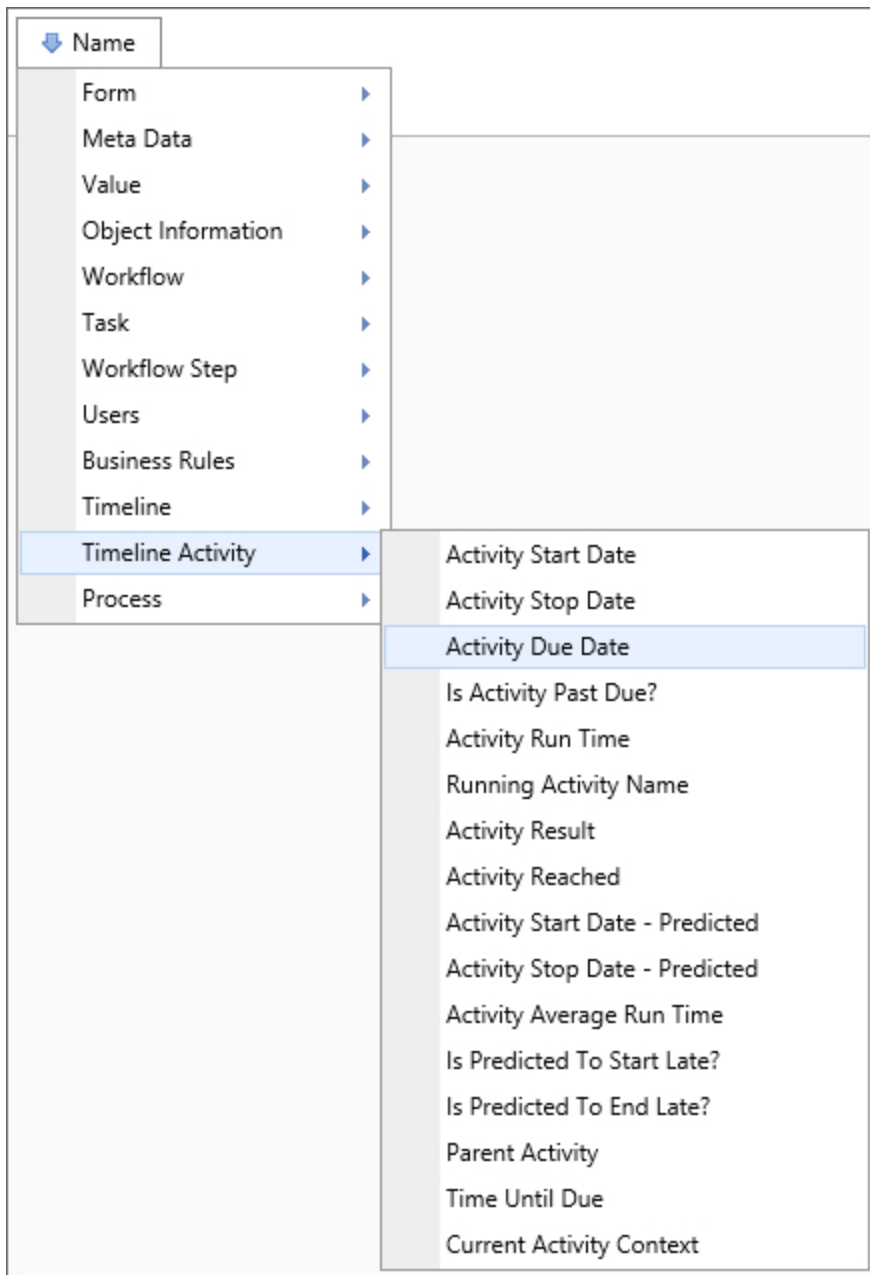 Name
Form
Meta Data
Value
Object Information
Workflow
Task
Workflow Step
Users
Business Rules
Timeline
Timeline Activity
Process
Activity Start Date
Activity Stop Date
Activity Due Date
Is Activity Past Due?
Activity Run Time
Running Activity Name
Activity Result
Activity Reached
Activity Start Date - Predicted
Activity Stop Date - Predicted
Activity Average Run Time
Is Predicted To Start Late?
Is Predicted To End Late?
Parent Activity
Time Until Due
Current Activity Context